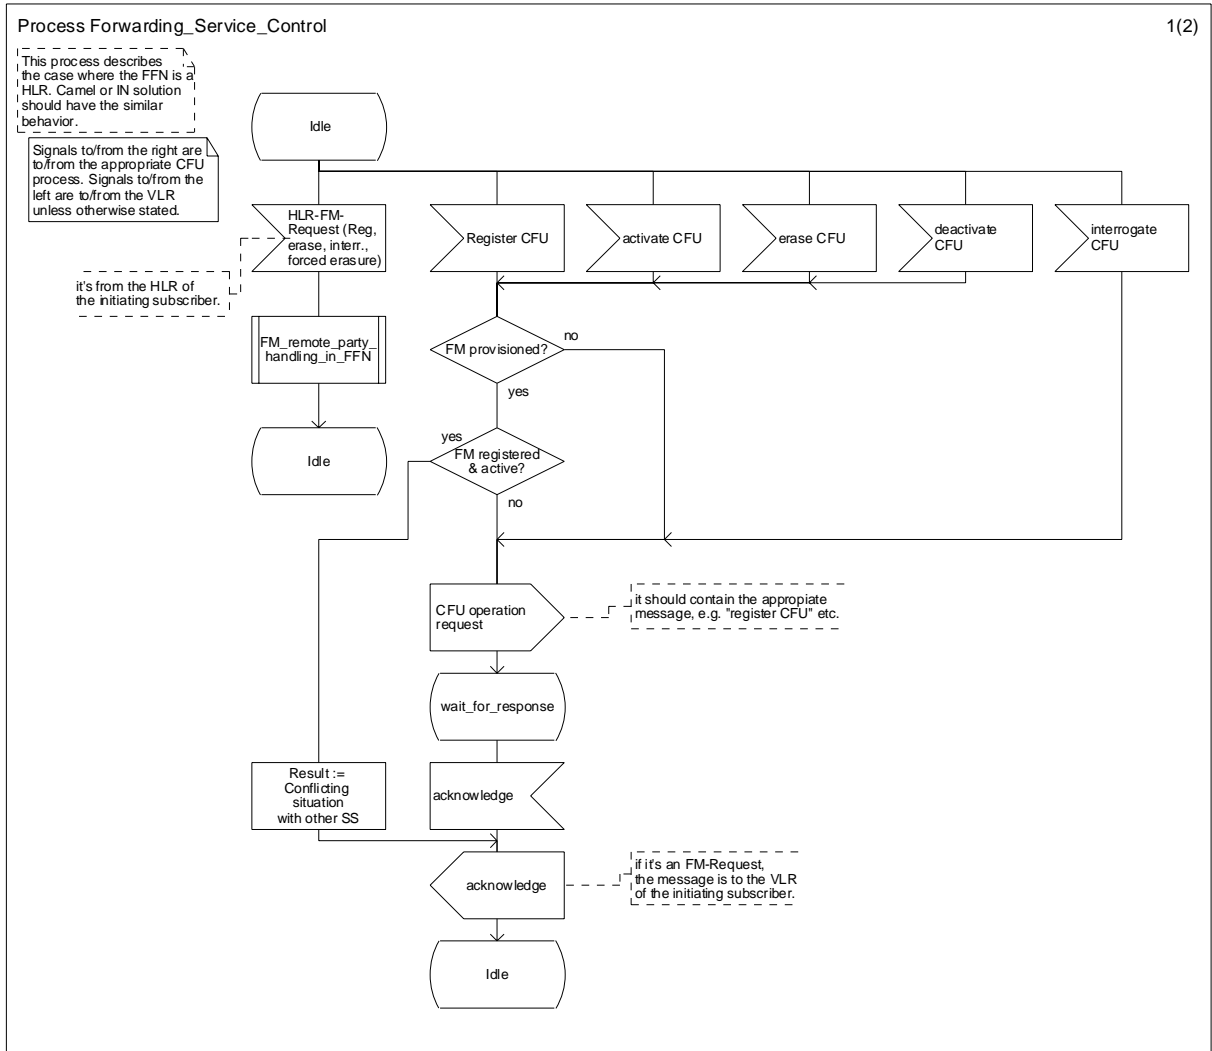 Process Forwarding_Service_Control
1(2)
This process describes
the case where the FFN is a
HLR. Camel or IN solution
should have the similar
behavior.
Signals to/from the right are
to/from the appropriate CFU
process. Signals to/from the
left are to/from the VLR
unless otherwise stated.
Idle
HLR-FM-
Request (Reg,
erase, interr.,
forced erasure)
Register CFU
activate CFU
erase CFU
deactivate
CFU
interrogate
CFU
it's from the HLR of
the initiating subscriber.
FM_remote_party_
handling_in_FFN
Idle
FM provisioned?
no
yes
yes
FM registered
& active?
no
CFU operation
request
it should contain the appropiate
message, e.g. "register CFU" etc.
wait_for_response
Result :=
Conflicting
situation
with other SS
acknowledge
acknowledge
if it's an FM-Request,
the message is to the VLR
of the initiating subscriber.
Idle